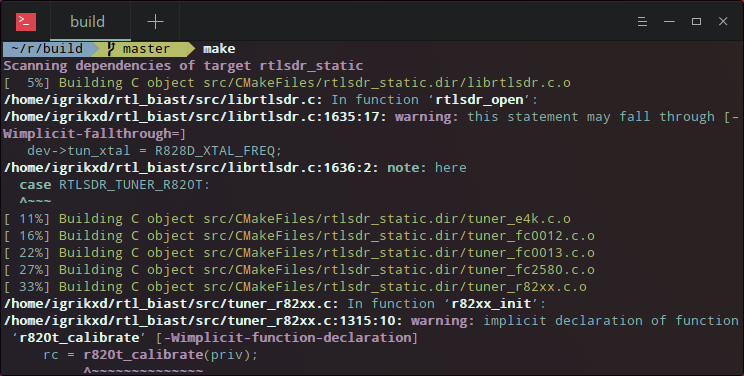 build
~/r/build master make
Scanning dependencies of target rtlsdr_static
[  5%] Building C object src/CMakeFiles/rtlsdr_static.dir/librtlsdr.c.o
/home/igrikxd/rtl_biast/src/librtlsdr.c: In function ‘rtlsdr_open’:
/home/igrikxd/rtl_biast/src/librtlsdr.c:1635:17: warning: this statement may fall through [-
Wimplicit-fallthrough=]
   dev->tun_xtal = R828D_XTAL_FREQ;
/home/igrikxd/rtl_biast/src/librtlsdr.c:1636:2: note: here
  case RTLSDR_TUNER_R820T:
  ^~~~
[ 11%] Building C object src/CMakeFiles/rtlsdr_static.dir/tuner_e4k.c.o
[ 16%] Building C object src/CMakeFiles/rtlsdr_static.dir/tuner_fc0012.c.o
[ 22%] Building C object src/CMakeFiles/rtlsdr_static.dir/tuner_fc0013.c.o
[ 27%] Building C object src/CMakeFiles/rtlsdr_static.dir/tuner_fc2580.c.o
[ 33%] Building C object src/CMakeFiles/rtlsdr_static.dir/tuner_r82xx.c.o
/home/igrikxd/rtl_biast/src/tuner_r82xx.c: In function ‘r82xx_init’:
/home/igrikxd/rtl_biast/src/tuner_r82xx.c:1315:10: warning: implicit declaration of function
 ‘r820t_calibrate’ [-Wimplicit-function-declaration]
     rc = r820t_calibrate(priv);
          ^~~~~~~~~~~~~~~